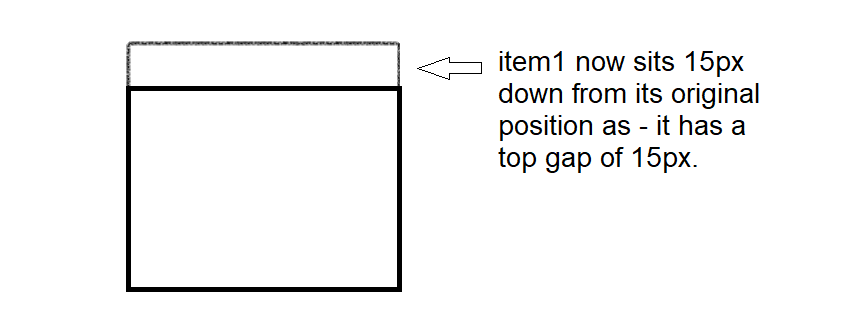 item1 now sits 15px
down from its original
position as - it has a
top gap of 15px.